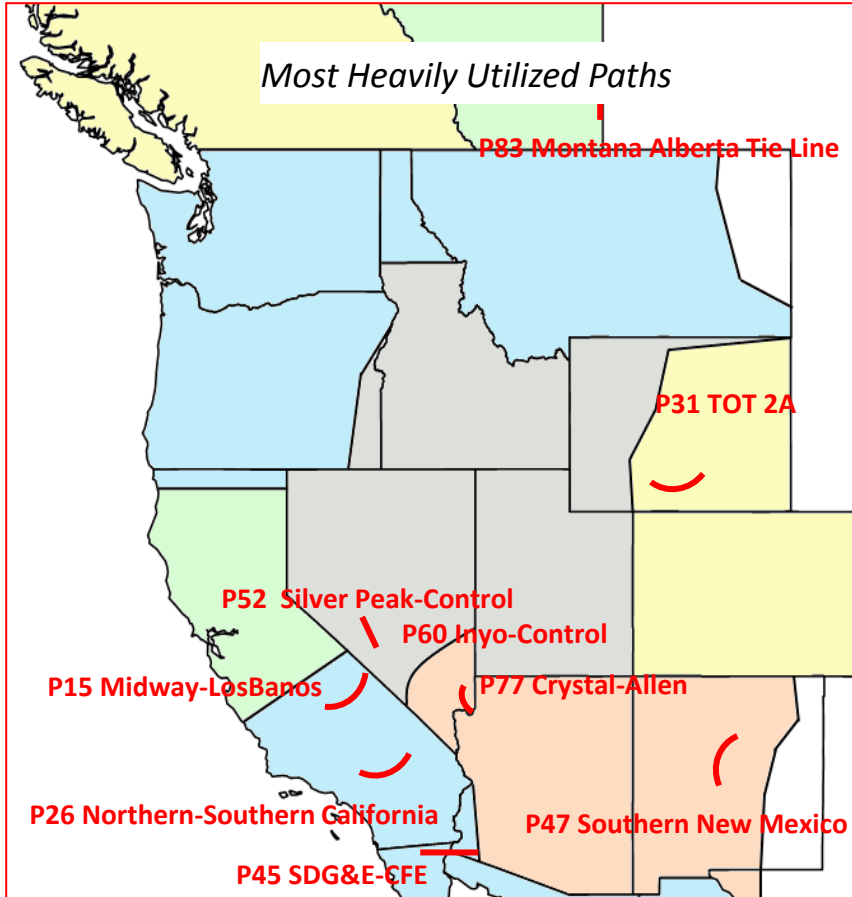 Most Heavily Utilized Paths
P83 Montana Alberta Tie Line
P31 TOT 2A
P52  Silver Peak-Control
P60 Inyo-Control
P15 Midway-LosBanos
P77 Crystal-Allen
P26 Northern-Southern California
P47 Southern New Mexico
P45 SDG&E-CFE